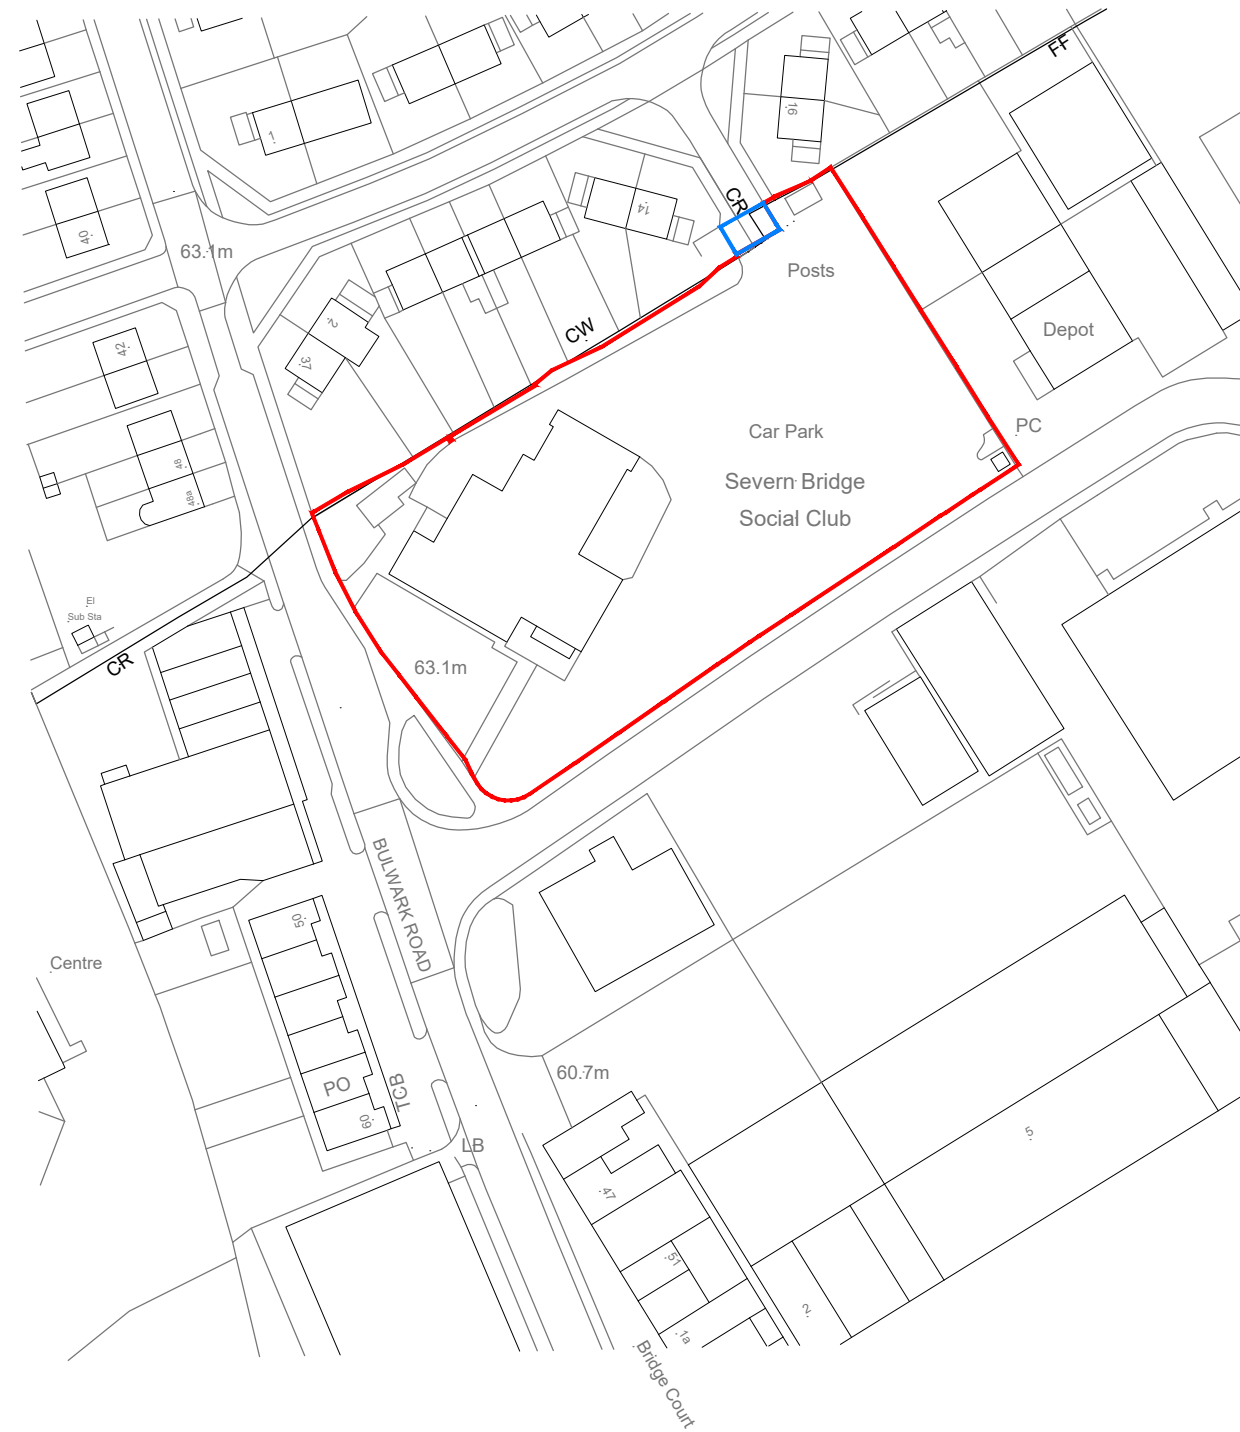 FF
1
16
40
14
CR
63.1m
Posts
2
CW
Depot
42
37
PC
Car Park
48
Severn Bridge
48a
Social Club
El
Sub Sta
CR
63.1m
BULWARK ROAD
50
Centre
60.7m
PO
TCB
60
LB
5
47
51
2
1a
Bridge Court